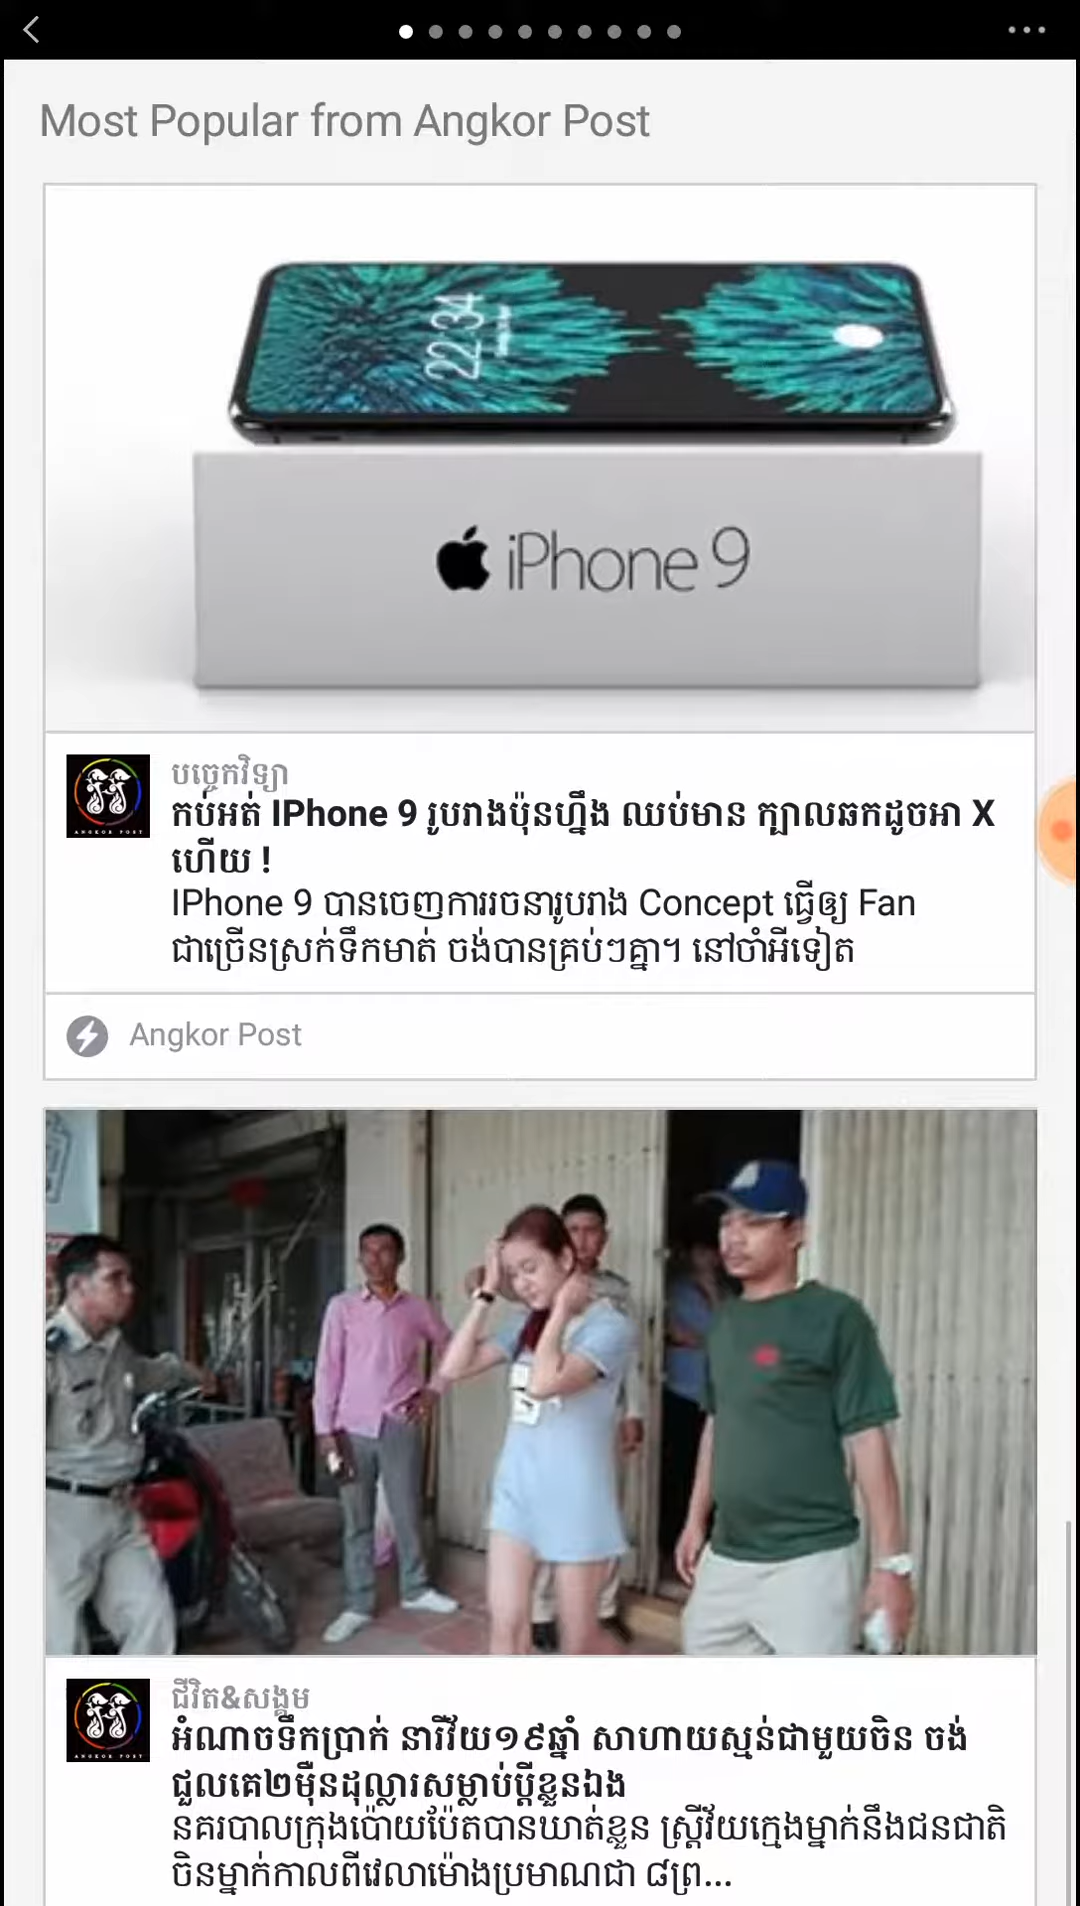 Most Popular from Angkor Post
22 34
iPhone 9
បច្ចេកវិទ្យា
កប់អត់ IPhone 9 រូបរាងប៉ុនហ្នឹង ឈប់មាន ក្បាលឆកដូចអា X
ហើយ !
IPhone 9 បានចេញការរចនារូបរាង Concept ធ្វើឲ្យ Fan
ជាច្រើនស្រក់ទឹកមាត់ ចង់បានគ្រប់ៗគ្នា។ នៅចាំអីទៀត
ANGKOR POST
Angkor Post
ជីវិត&សង្គម
អំណាចទឹកប្រាក់ នារីវ័យ១៩ឆ្នាំ សាហាយស្មន់ជាមួយចិន ចង់
ជួលគេ២ម៉ឺនដុល្លារសម្លាប់ប្តីខ្លួនឯង
នគរបាលក្រុងប៉ោយប៉ែតបានឃាត់ខ្លួន ស្ត្រីវ័យក្មេងម្នាក់នឹងជនជាតិ
ចិនម្នាក់កាលពីវេលាម៉ោងប្រមាណជា ៨ព្រ...
ANGKOR POST